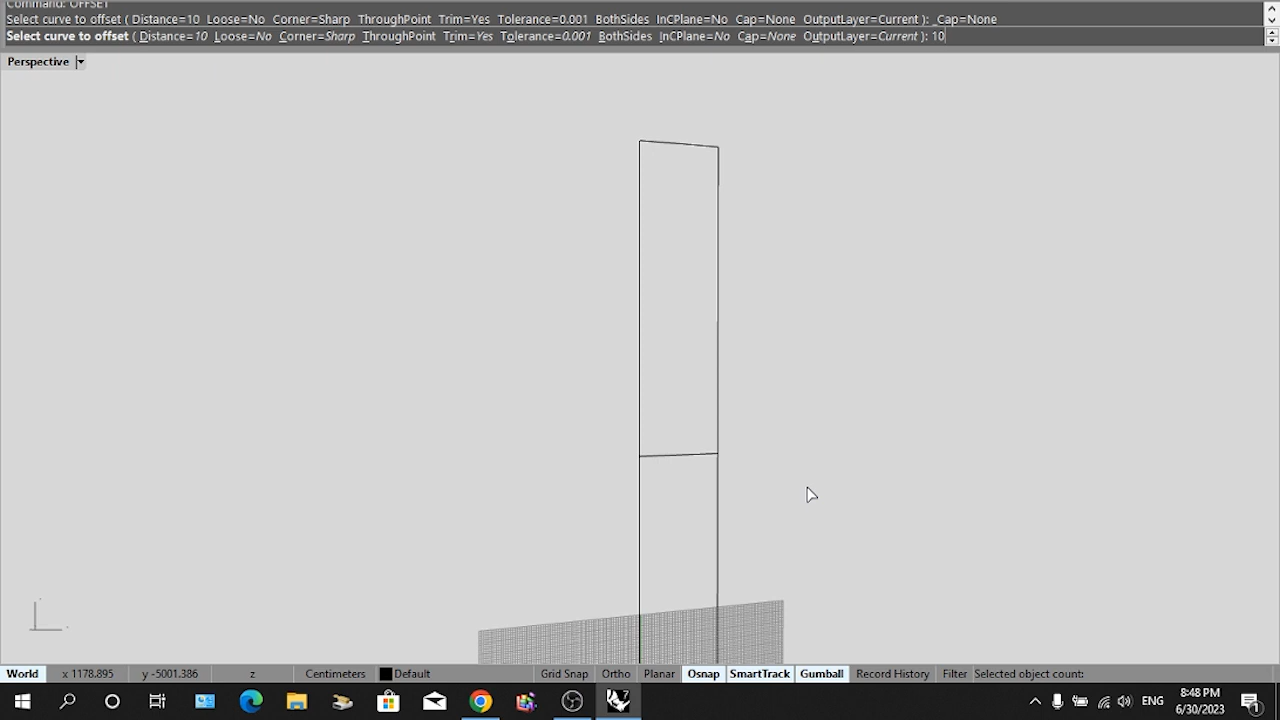 Command: OFFSET
Select curve to offset ( Distance=10 Loose=No Corner=Sharp ThroughPoint Trim=Yes Tolerance=0.001 BothSides InCPlane=No Cap=None OutputLayer=Current ): _Cap=None
Select curve to offset ( Distance=10 Loose=No Corner=Sharp ThroughPoint Trim=Yes Tolerance=0.001 BothSides InCPlane=No Cap=None OutputLayer=Current ): 10
Perspective
World x 1178.895 y -5001.386 z Centimeters Default Grid Snap Ortho Planar Osnap SmartTrack Gumball Record History Filter Selected object count:
ENG 8:48 PM
6/30/2023